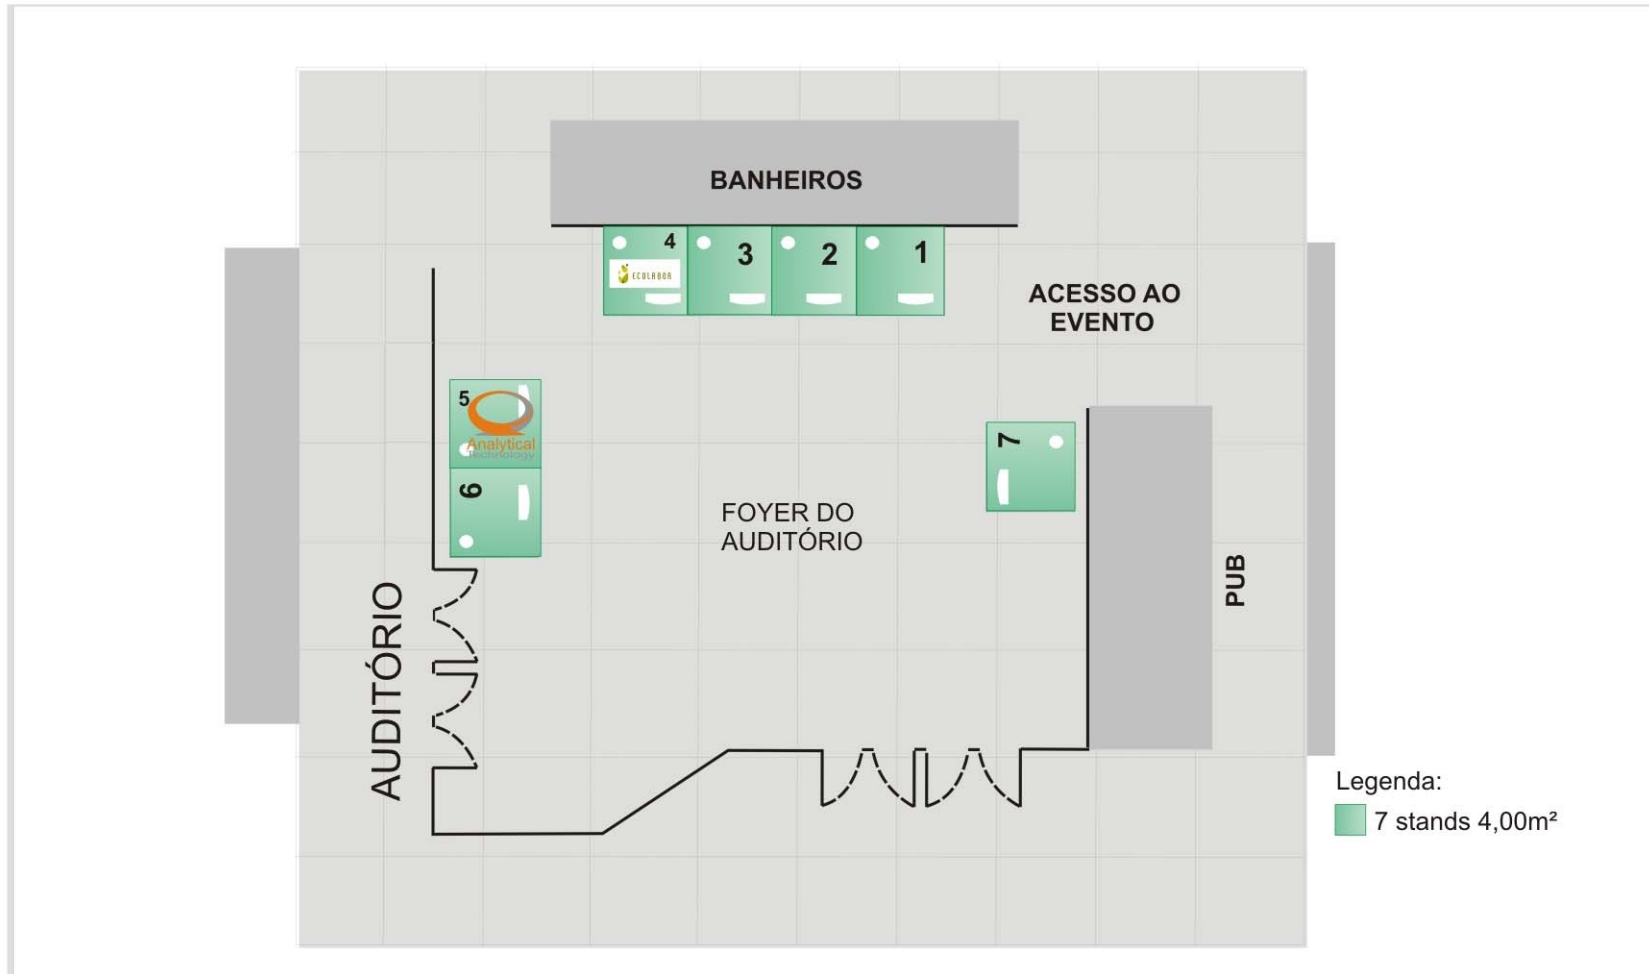 BANHEIROS
4
3
2
1
ECOLABOR
ACESSO AO
EVENTO
5
Analytical
Technology
6
7
FOYER DO
AUDITÓRIO
AUDITÓRIO
PUB
Legenda:
7 stands 4,00m²